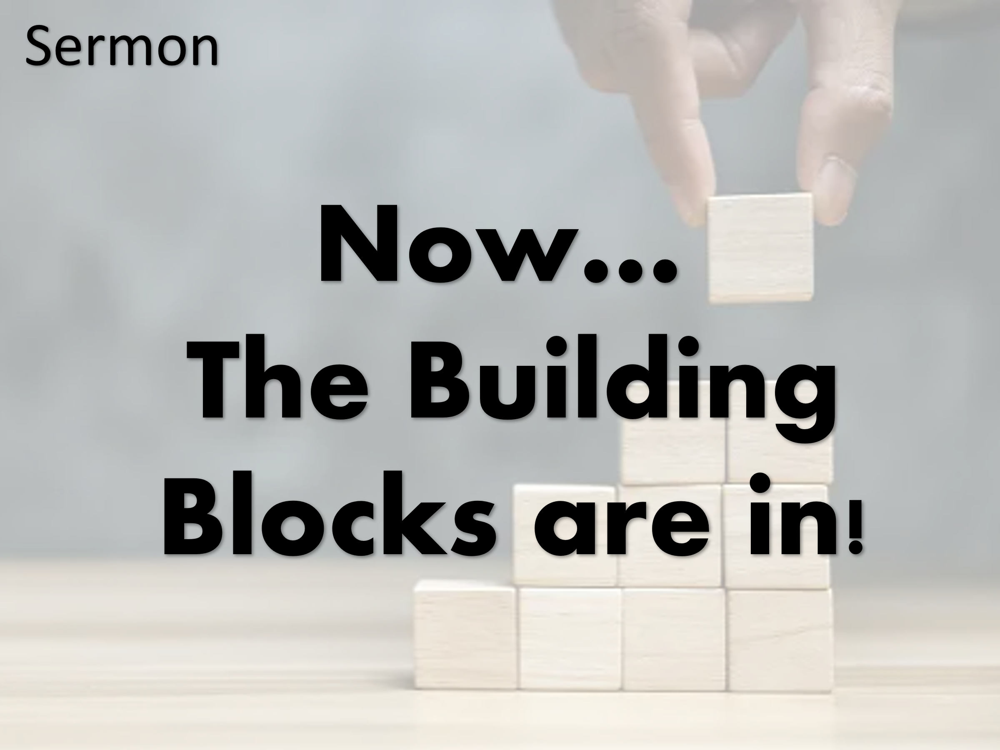 Sermon
Now...
The Building
Blocks are in!